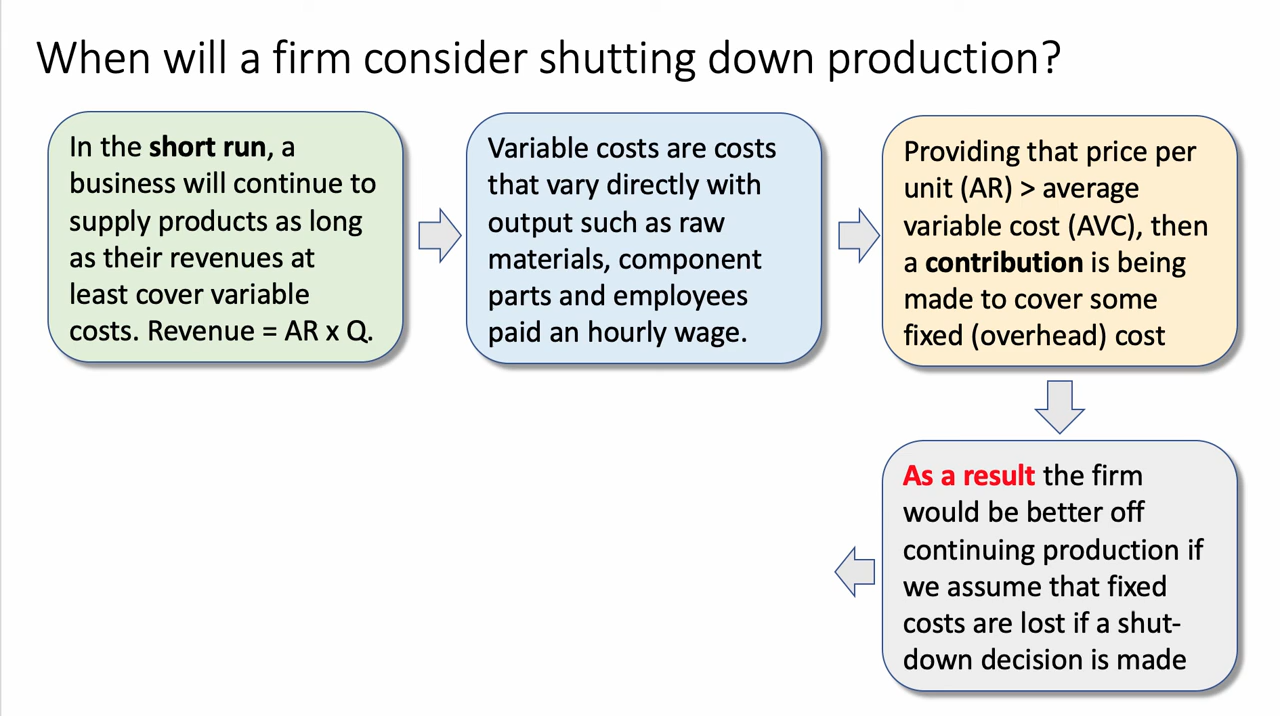 When will a firm consider shutting down production?
In the short run, a
business will continue to
supply products as long
as their revenues at
least cover variable
costs. Revenue = AR x Q.
Variable costs are costs
that vary directly with
output such as raw
materials, component
parts and employees
paid an hourly wage.
Providing that price per
unit (AR) > average
variable cost (AVC), then
a contribution is being
made to cover some
fixed (overhead) cost
As a result the firm
would be better off
continuing production if
we assume that fixed
costs are lost if a shut-
down decision is made